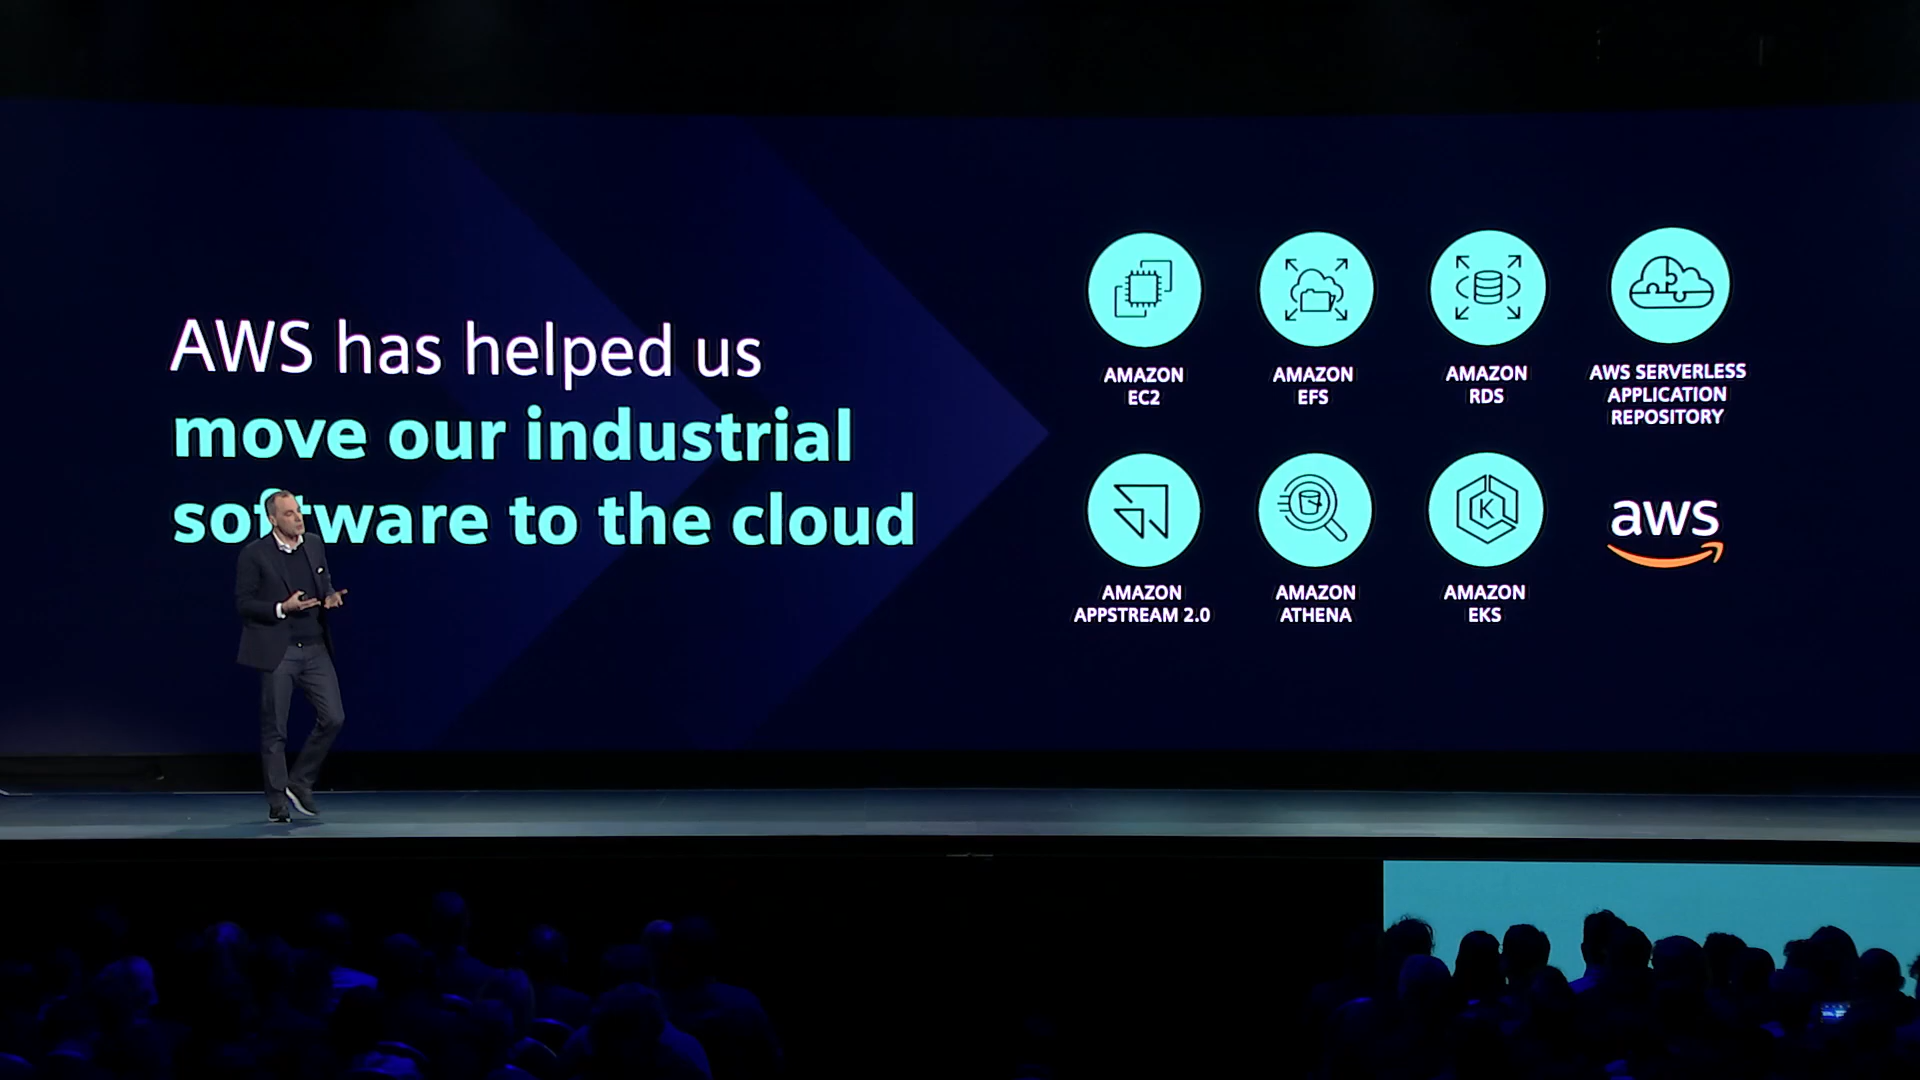 AWS has helped us
move our industrial
software to the cloud
AMAZON
EC2
AMAZON
EFS
AMAZON
RDS
AWS SERVERLESS
APPLICATION
REPOSITORY
AMAZON
APPSTREAM 2.0
AMAZON
ATHENA
K
AMAZON
EKS
aws